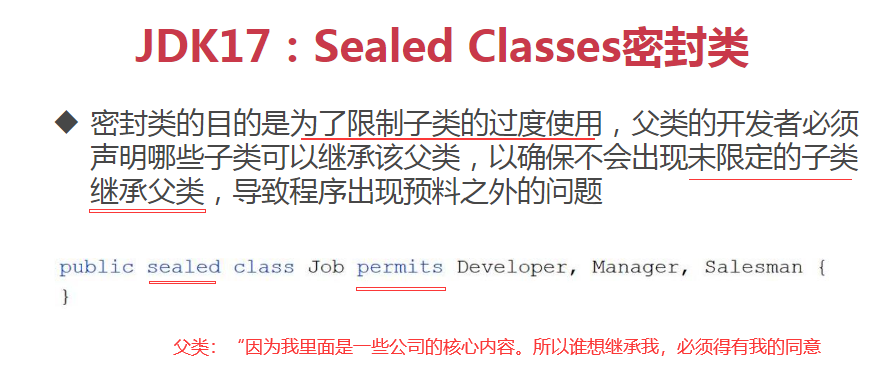 JDK17：Sealed Classes密封类
◆ 密封类的目的是为了限制子类的过度使用，父类的开发者必须
声明哪些子类可以继承该父类，以确保不会出现未限定的子类
继承父类，导致程序出现预料之外的问题
public sealed class Job permits Developer, Manager, Salesman {
}
父类：“因为我里面是一些公司的核心内容。所以谁想继承我，必须得有我的同意